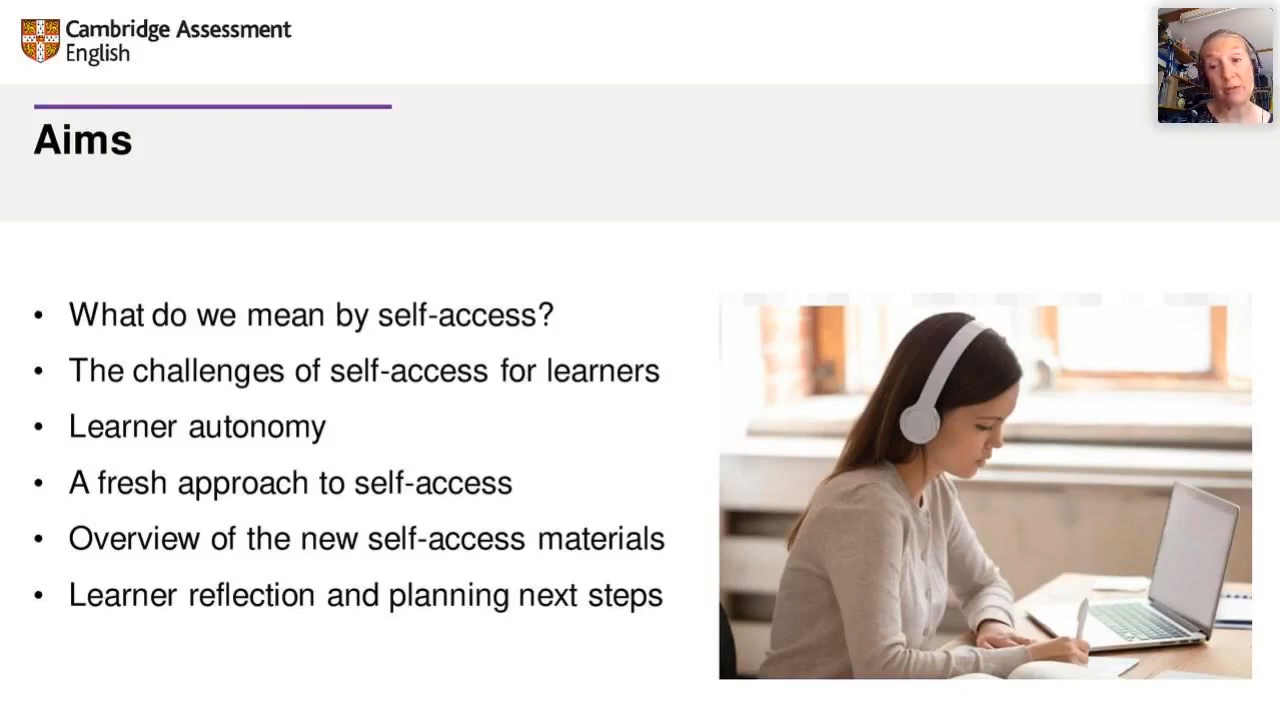 Cambridge Assessment
English
Aims
• What do we mean by self-access?
• The challenges of self-access for learners
• Learner autonomy
• A fresh approach to self-access
• Overview of the new self-access materials
• Learner reflection and planning next steps